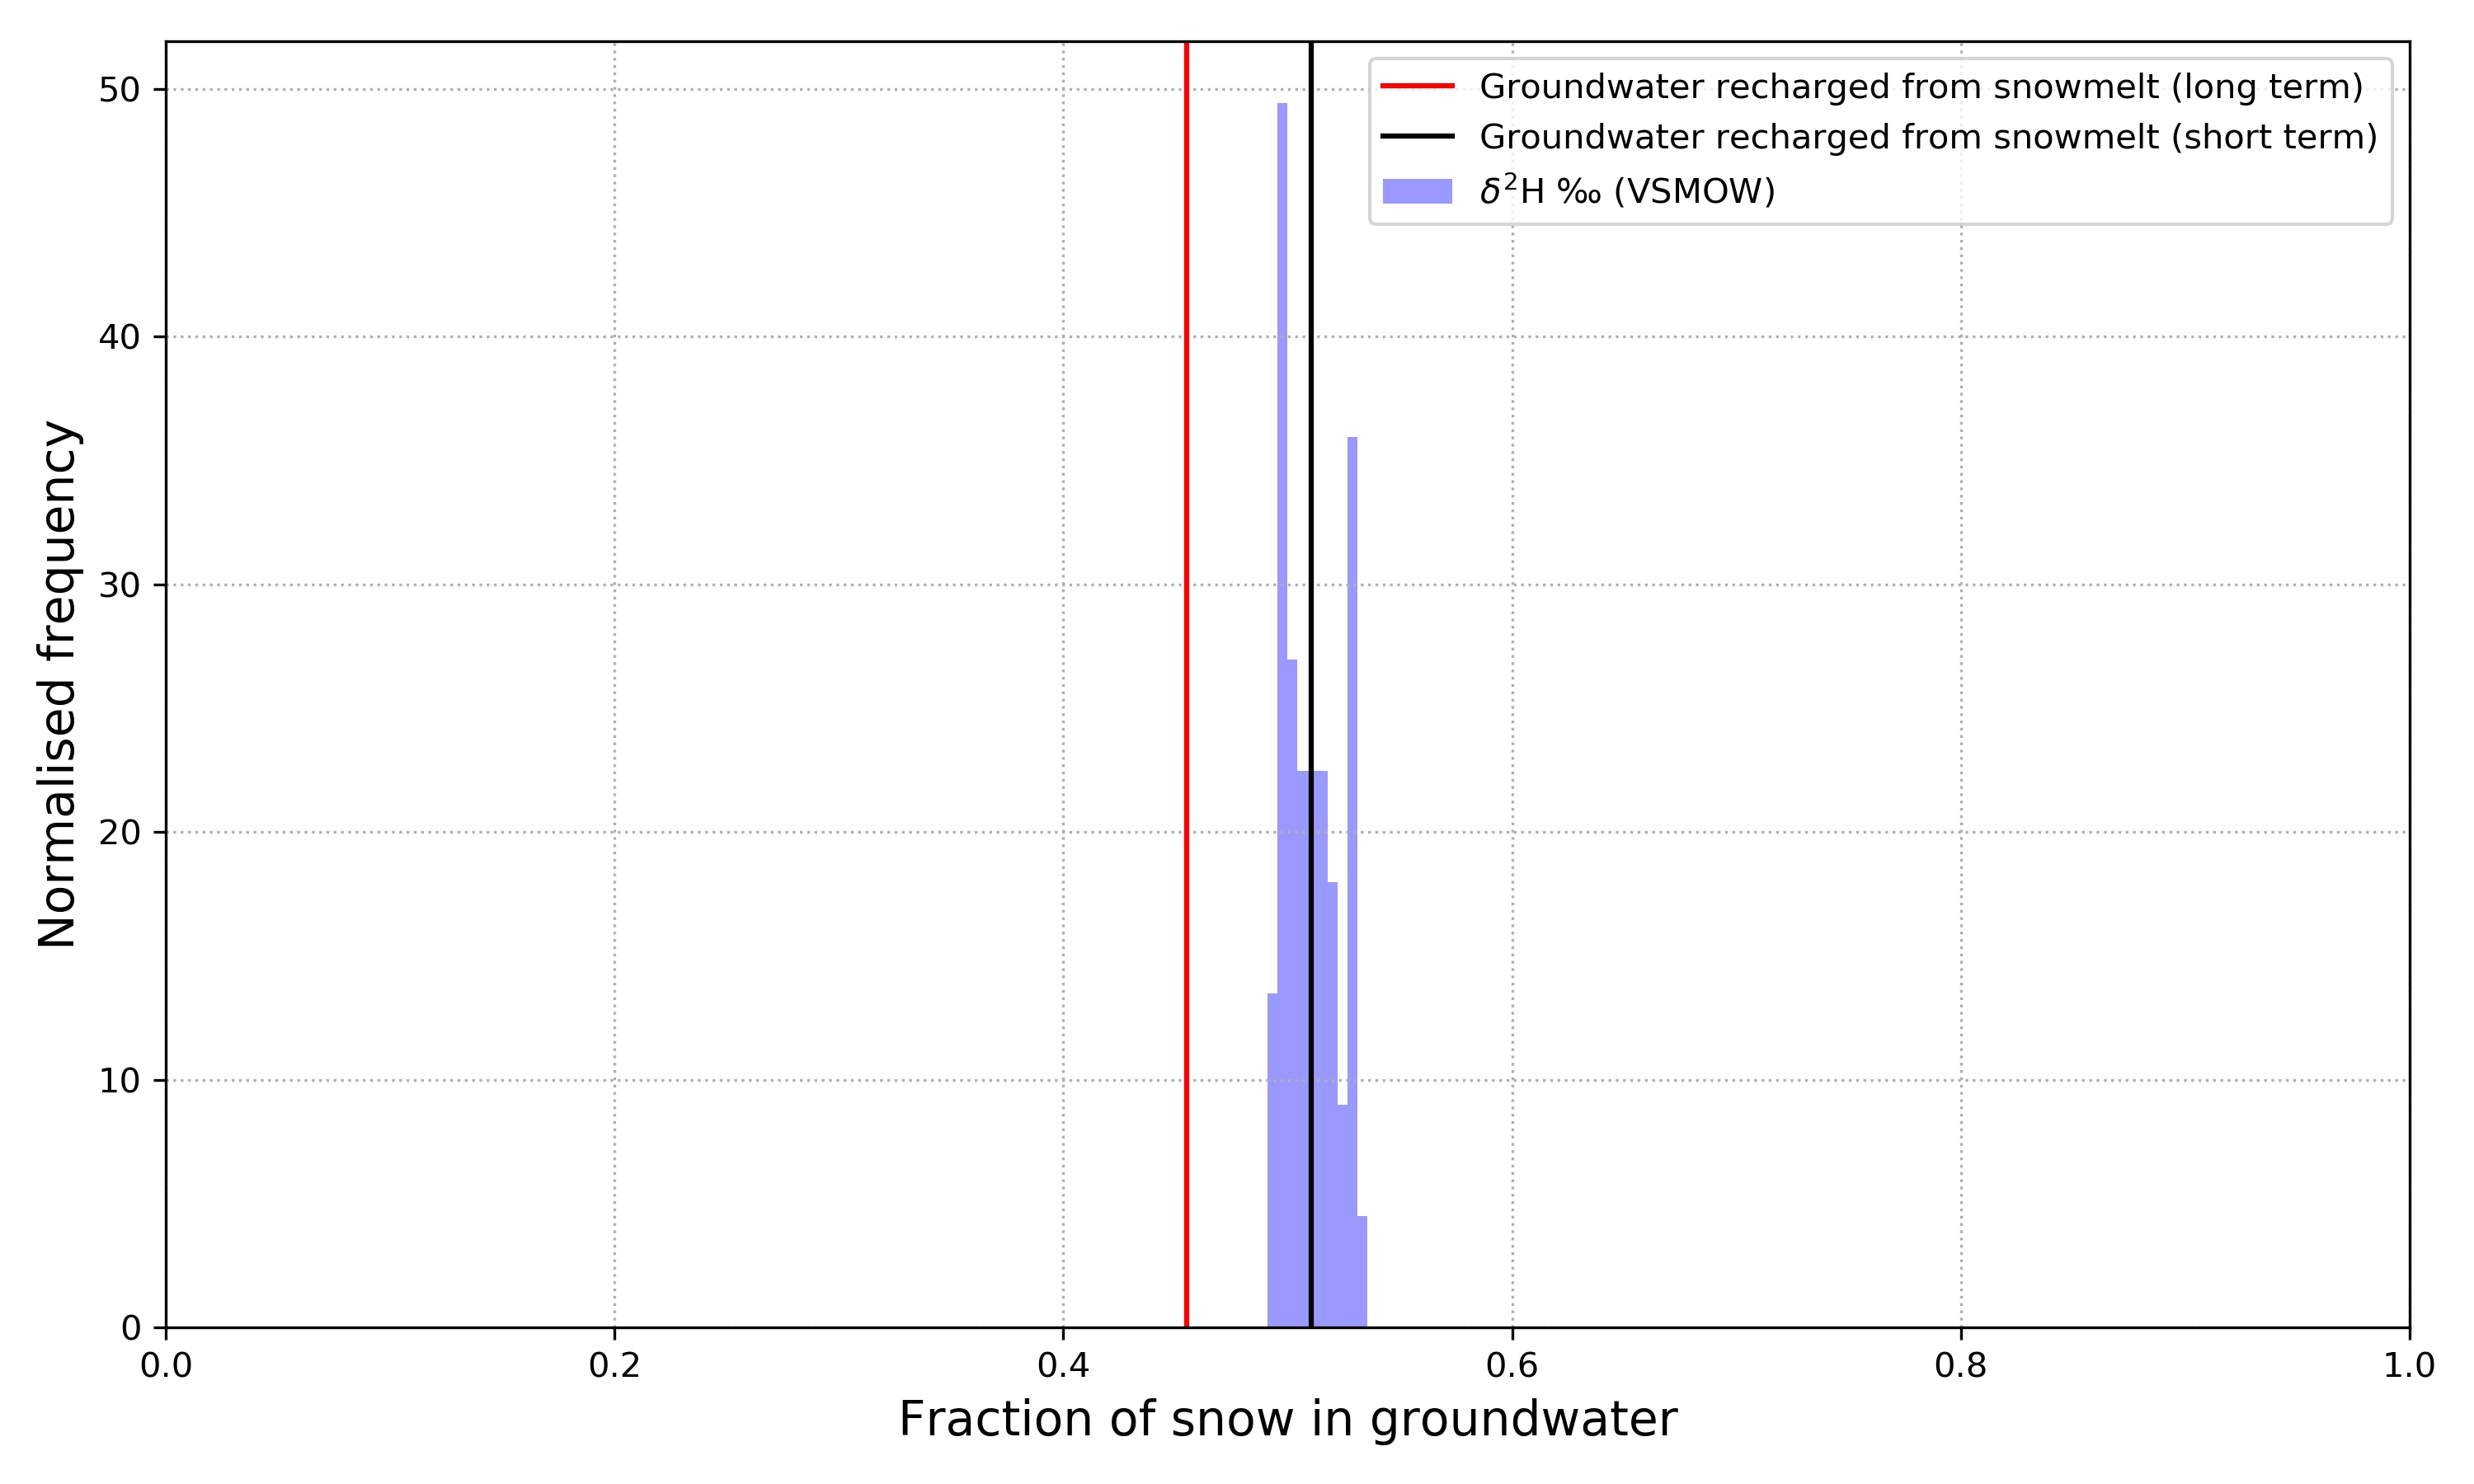 Groundwater recharged from snowmelt (long term)
Groundwater recharged from snowmelt (short term)
δ²H ‰ (VSMOW)
Normalised frequency
50
40
30
20
10
0
0.0 0.2 0.4 0.6 0.8 1.0
Fraction of snow in groundwater